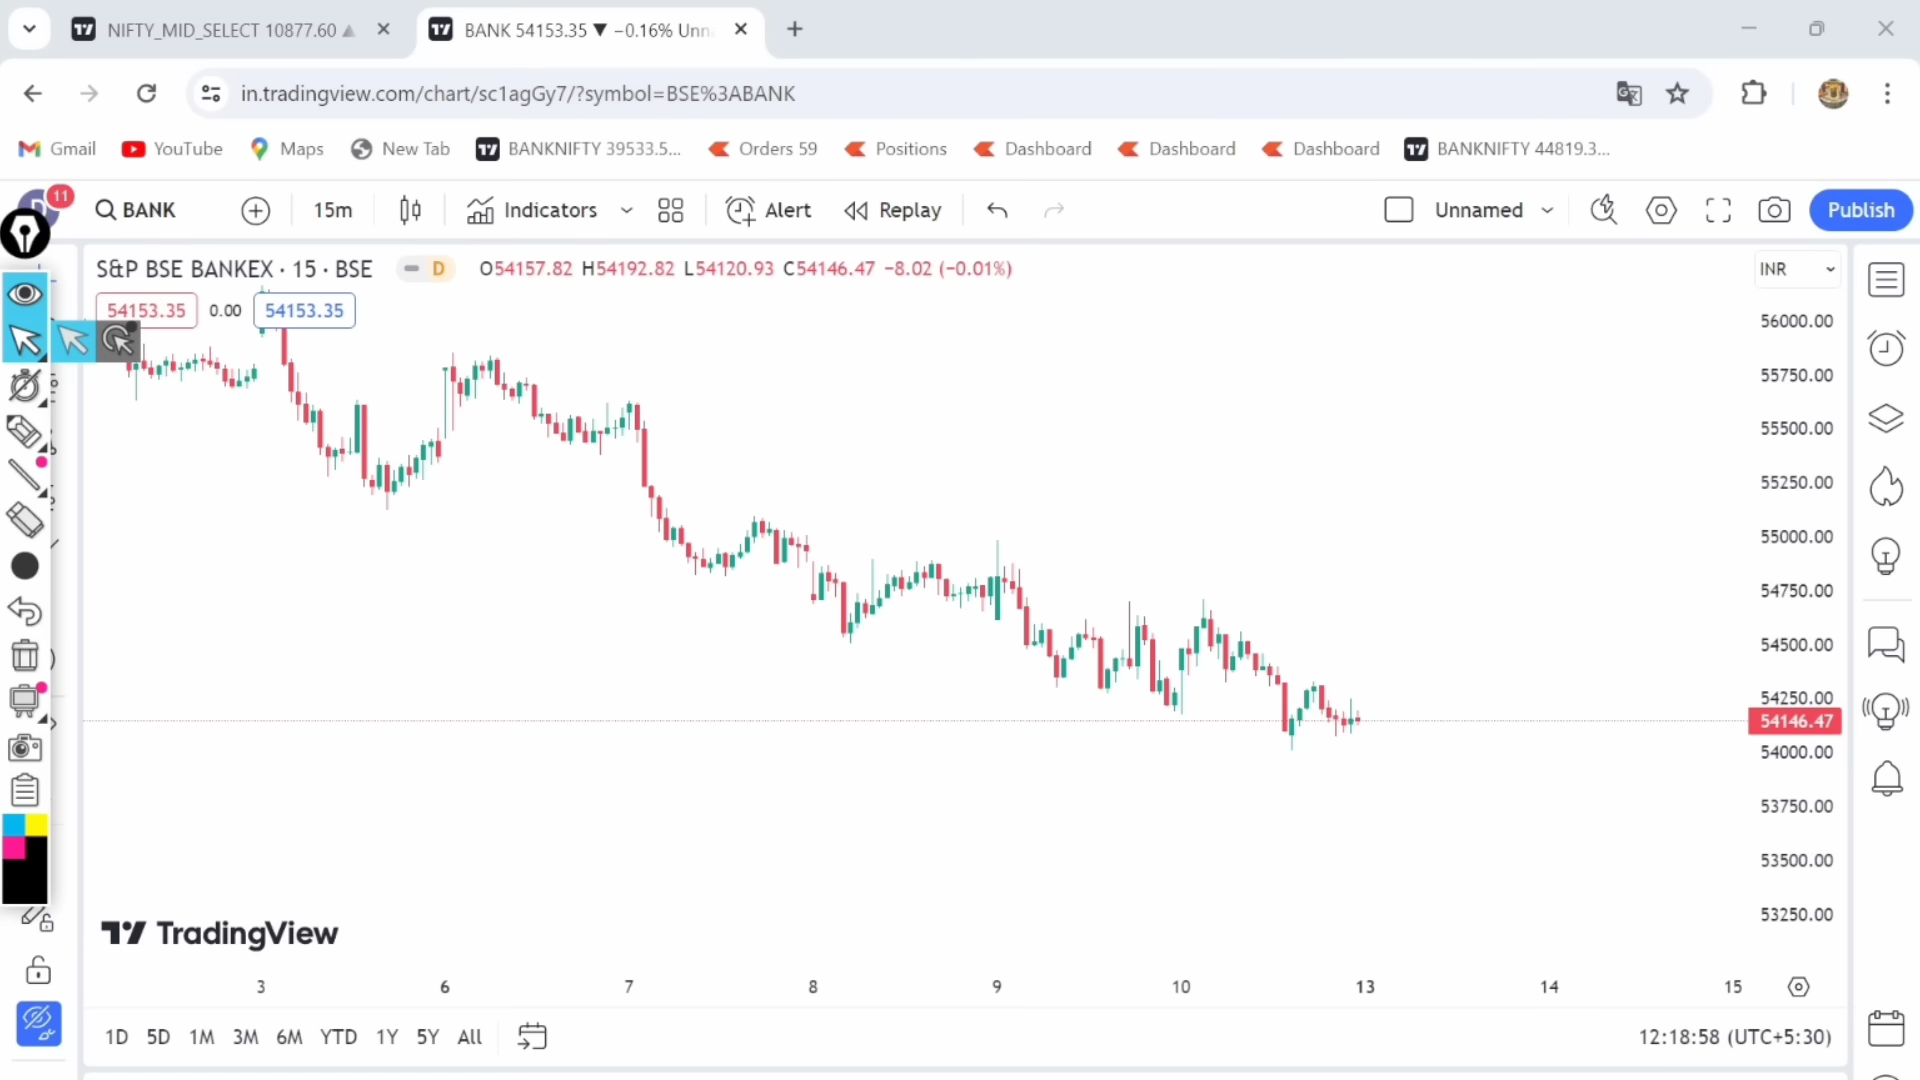 NIFTY_MID_SELECT 10877.60 ▲
BANK 54153.35 ▼ −0.16% Unn
in.tradingview.com/chart/sc1agGy7/?symbol=BSE%3ABANK
Gmail
YouTube
Maps
New Tab
BANKNIFTY 39533.5...
Orders 59
Positions
Dashboard
Dashboard
Dashboard
BANKNIFTY 44819.3...
11
BANK
15m
Indicators
Alert
Replay
Unnamed
Publish
S&P BSE BANKEX · 15 · BSE
D
O54157.82 H54192.82 L54120.93 C54146.47 −8.02 (−0.01%)
INR
54153.35
0.00
54153.35
56000.00
55750.00
55500.00
55250.00
55000.00
54750.00
54500.00
54250.00
54146.47
54000.00
53750.00
53500.00
53250.00
TradingView
3
6
7
8
9
10
13
14
15
1D
5D
1M
3M
6M
YTD
1Y
5Y
All
12:18:58 (UTC+5:30)